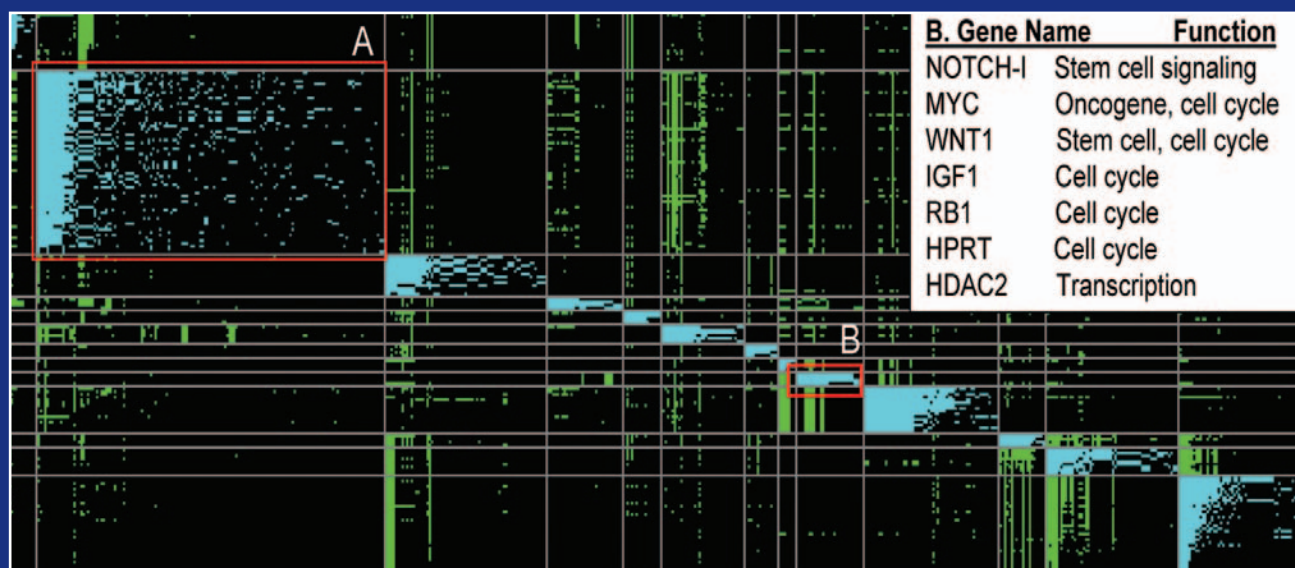 A
B. Gene Name Function
NOTCH-I Stem cell signaling
MYC Oncogene, cell cycle
WNT1 Stem cell, cell cycle
IGF1 Cell cycle
RB1 Cell cycle
HPRT Cell cycle
HDAC2 Transcription
B